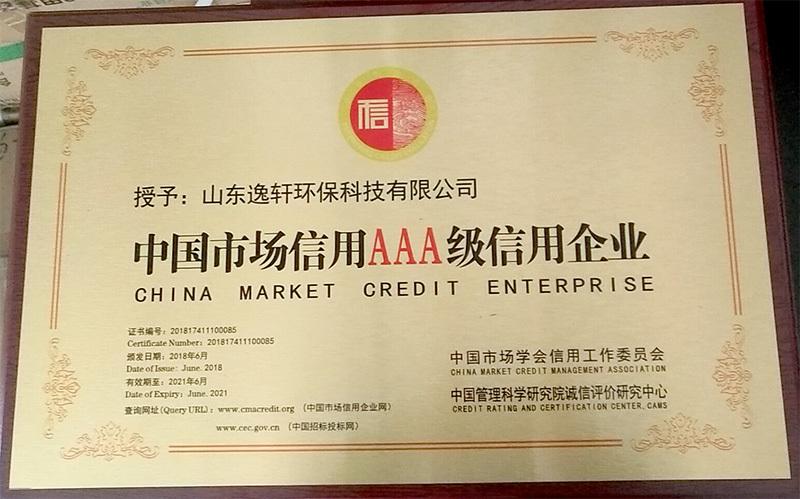 信
授予：山东逸轩环保科技有限公司
中国市场信用AAA级信用企业
CHINA MARKET CREDIT ENTERPRISE
证书编号：201817411100085
Certificate Number: 201817411100085
颁发日期：2018年6月
Date of Issue: June. 2018
有效期至：2021年6月
Date of Expiry: June. 2021
查询网址(Query URL)：www.cmacredit.org （中国市场信用企业网）
www.cec.gov.cn （中国招标投标网）
中国市场学会信用工作委员会
CHINA MARKET CREDIT MANAGEMENT ASSOCIATION
中国管理科学研究院诚信评价研究中心
CREDIT RATING AND CERTIFICATION CENTER, CAMS